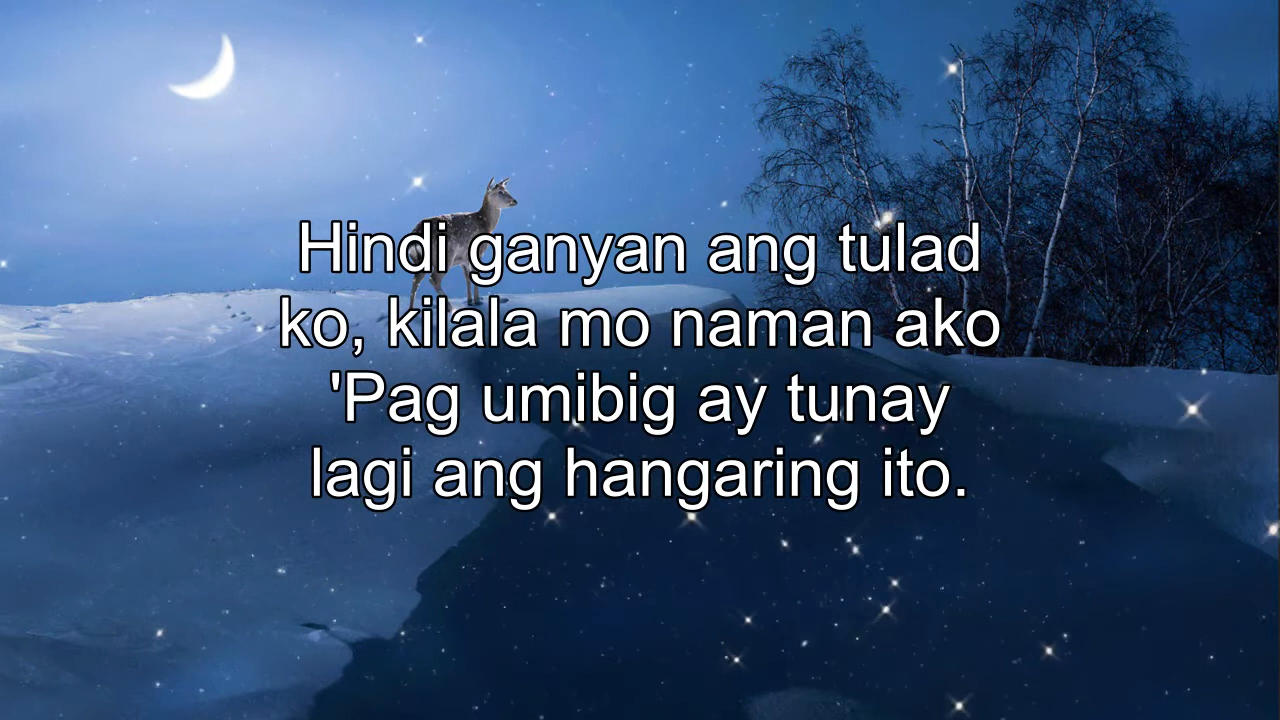 Hindi ganyan ang tulad
ko, kilala mo naman ako
'Pag umibig ay tunay
lagi ang hangaring ito.